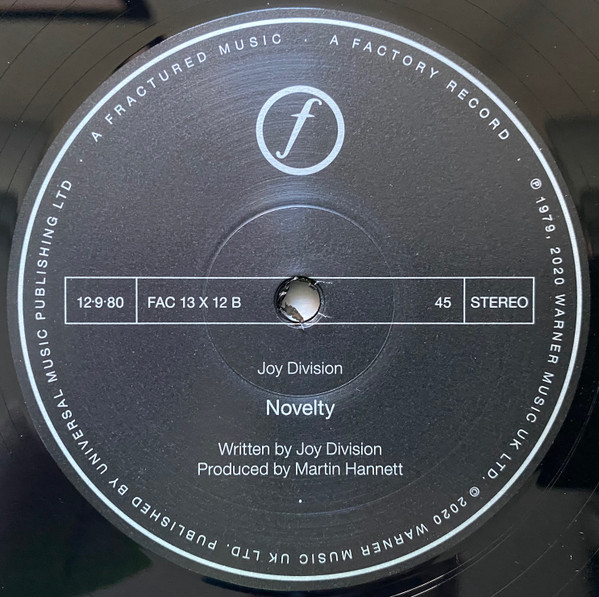 A FRACTURED MUSIC · A FACTORY RECORD · ℗ 1979, 2020 WARNER MUSIC UK LTD. © 2020 WARNER MUSIC UK LTD. PUBLISHED BY UNIVERSAL MUSIC PUBLISHING LTD ·
f
12·9·80 FAC 13 X 12 B 45 STEREO
Joy Division
Novelty
Written by Joy Division
Produced by Martin Hannett